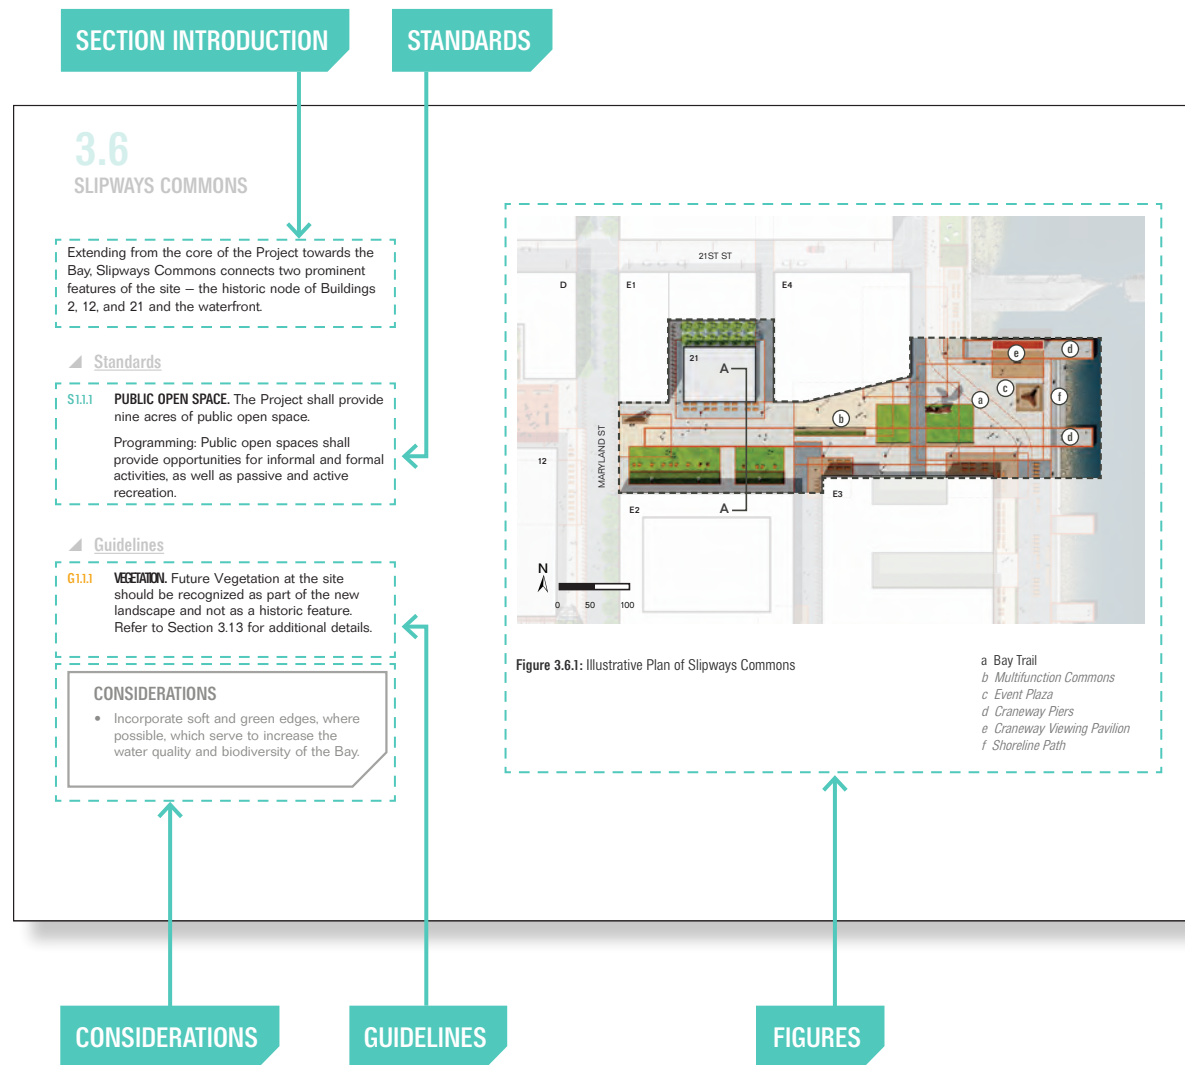 SECTION INTRODUCTION
STANDARDS
3.6
SLIPWAYS COMMONS
Extending from the core of the Project towards the
Bay, Slipways Commons connects two prominent
features of the site – the historic node of Buildings
2, 12, and 21 and the waterfront.
Standards
S1.1.1 PUBLIC OPEN SPACE. The Project shall provide
nine acres of public open space.
Programming: Public open spaces shall
provide opportunities for informal and formal
activities, as well as passive and active
recreation.
Guidelines
G1.1.1 VEGETATION. Future Vegetation at the site
should be recognized as part of the new
landscape and not as a historic feature.
Refer to Section 3.13 for additional details.
CONSIDERATIONS
• Incorporate soft and green edges, where
possible, which serve to increase the
water quality and biodiversity of the Bay.
21ST ST
D
E1
E4
21
A
e
d
c
a
f
b
d
MARYLAND ST
12
E2
A
E3
N
0 50 100
Figure 3.6.1: Illustrative Plan of Slipways Commons
a Bay Trail
b Multifunction Commons
c Event Plaza
d Craneway Piers
e Craneway Viewing Pavilion
f Shoreline Path
CONSIDERATIONS
GUIDELINES
FIGURES